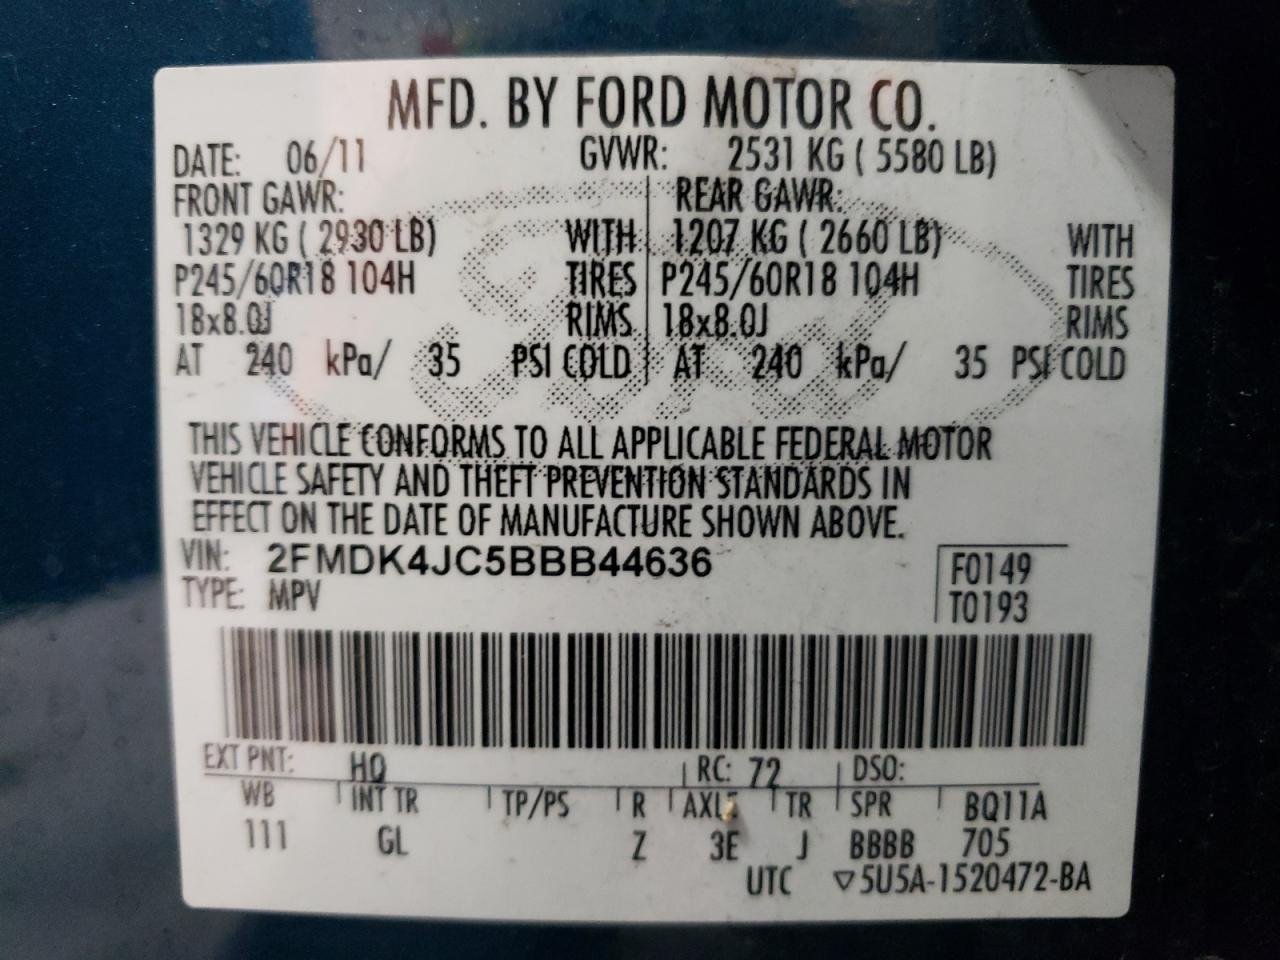 MFD. BY FORD MOTOR CO.
DATE: 06/11 GVWR: 2531 KG ( 5580 LB)
FRONT GAWR: REAR GAWR:
1329 KG ( 2930 LB) WITH 1207 KG ( 2660 LB) WITH
P245/60R18 104H TIRES P245/60R18 104H TIRES
18x8.0J RIMS 18x8.0J RIMS
AT 240 kPa/ 35 PSI COLD AT 240 kPa/ 35 PSI COLD
THIS VEHICLE CONFORMS TO ALL APPLICABLE FEDERAL MOTOR
VEHICLE SAFETY AND THEFT PREVENTION STANDARDS IN
EFFECT ON THE DATE OF MANUFACTURE SHOWN ABOVE.
VIN: 2FMDK4JC5BBB44636 F0149
TYPE: MPV T0193
EXT PNT: HQ RC: 72 DSO:
WB INT TR TP/PS R AXLE TR SPR BQ11A
111 GL Z 3E J BBBB 705
UTC ▽5U5A-1520472-BA